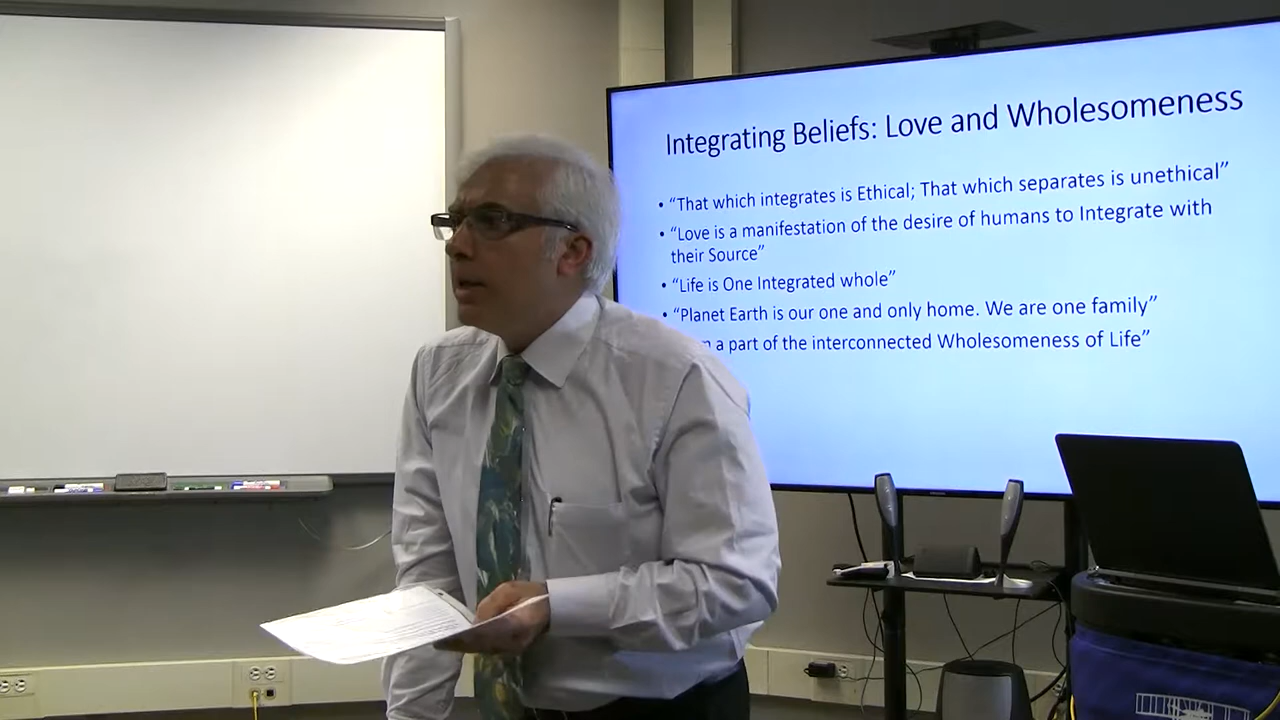 Integrating Beliefs: Love and Wholesomeness
• “That which integrates is Ethical; That which separates is unethical”
• “Love is a manifestation of the desire of humans to Integrate with
their Source”
• “Life is One Integrated whole”
• “Planet Earth is our one and only home. We are one family”
a part of the interconnected Wholesomeness of Life”